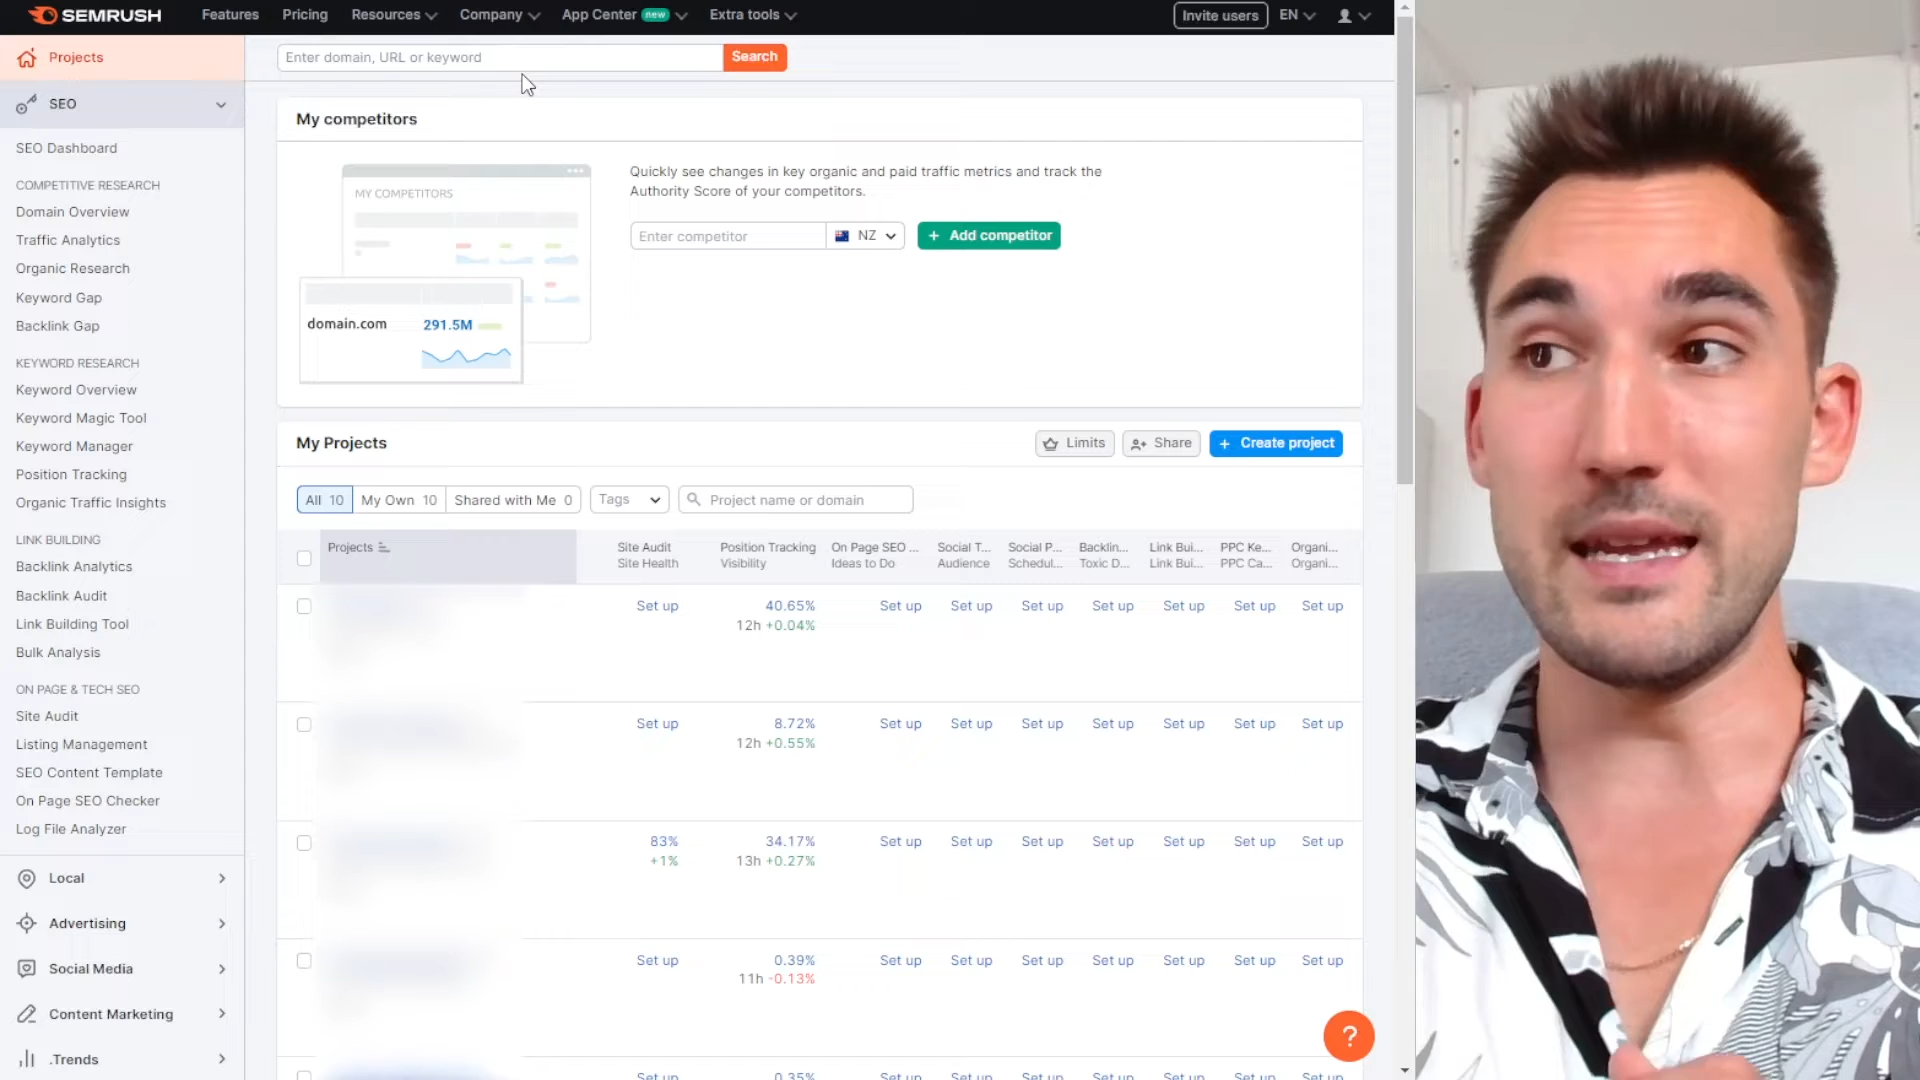 SEMRUSH
Features
Pricing
Resources
Company
App Center new
Extra tools
Invite users
EN
Projects
Enter domain, URL or keyword
Search
SEO
SEO Dashboard
COMPETITIVE RESEARCH
Domain Overview
Traffic Analytics
Organic Research
Keyword Gap
Backlink Gap
KEYWORD RESEARCH
Keyword Overview
Keyword Magic Tool
Keyword Manager
Position Tracking
Organic Traffic Insights
LINK BUILDING
Backlink Analytics
Backlink Audit
Link Building Tool
Bulk Analysis
ON PAGE & TECH SEO
Site Audit
Listing Management
SEO Content Template
On Page SEO Checker
Log File Analyzer
Local
Advertising
Social Media
Content Marketing
.Trends
My competitors
MY COMPETITORS
domain.com 291.5M
Quickly see changes in key organic and paid traffic metrics and track the
Authority Score of your competitors.
Enter competitor
NZ
+ Add competitor
My Projects
Limits
Share
+ Create project
All 10
My Own 10
Shared with Me 0
Tags
Project name or domain
Projects
Site Audit
Site Health
Position Tracking
Visibility
On Page SEO ...
Ideas to Do
Social T...
Audience
Social P...
Schedul...
Backlin...
Toxic D...
Link Bui...
Link Bui...
PPC Ke...
PPC Ca...
Organi...
Organi...
Set up 40.65% Set up Set up Set up Set up Set up Set up Set up
12h +0.04%
Set up 8.72% Set up Set up Set up Set up Set up Set up Set up
12h +0.55%
83% 34.17% Set up Set up Set up Set up Set up Set up Set up
+1% 13h +0.27%
Set up 0.39% Set up Set up Set up Set up Set up Set up Set up
11h -0.13%
Set up 0.35% Set up Set up Set up Set up Set up Set up Set up
?